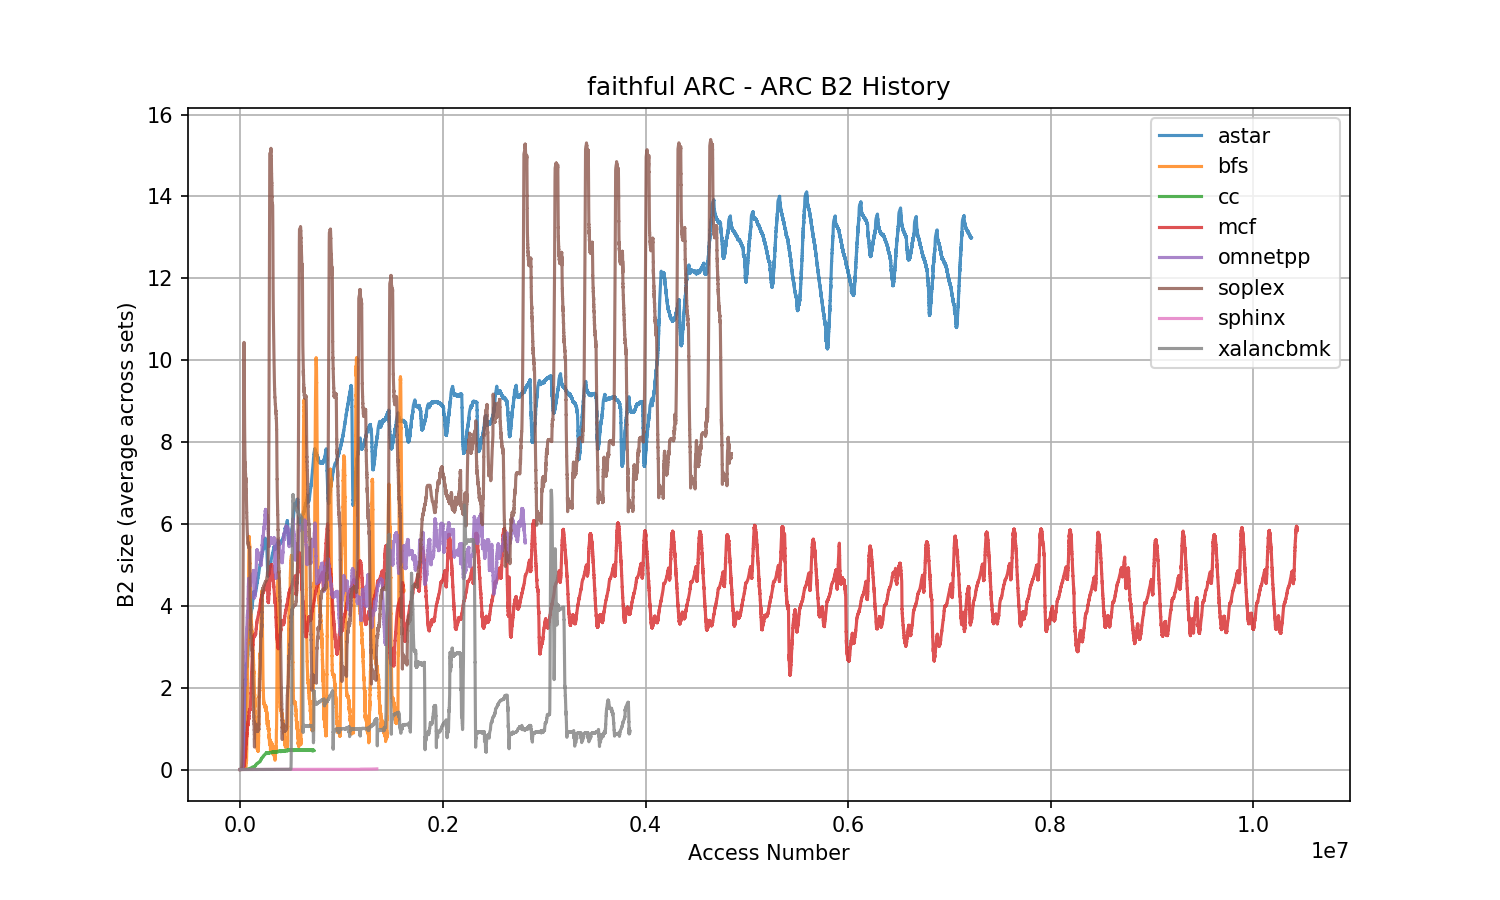 faithful ARC - ARC B2 History
B2 size (average across sets)
16
14
12
10
8
6
4
2
0
astar
bfs
cc
mcf
omnetpp
soplex
sphinx
xalancbmk
0.0 0.2 0.4 0.6 0.8 1.0
1e7
Access Number